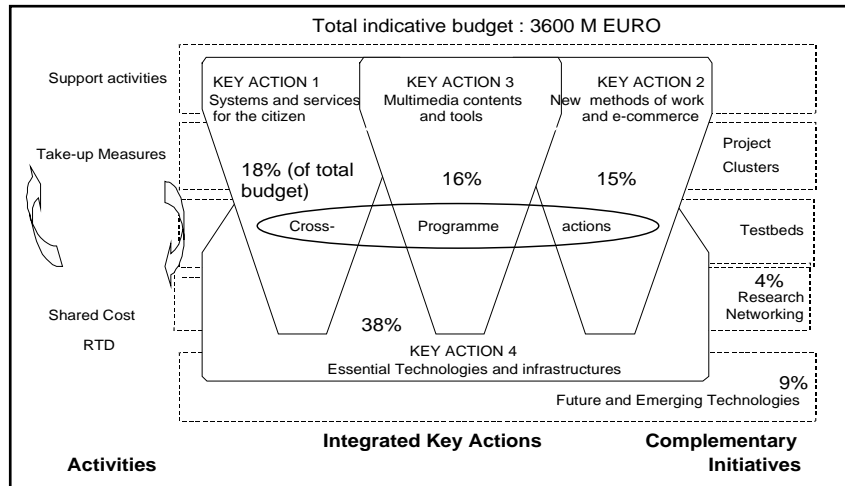 Total indicative budget : 3600 M EURO
Support activities
KEY ACTION 1
Systems and services
for the citizen
KEY ACTION 3
Multimedia contents
and tools
KEY ACTION 2
New methods of work
and e-commerce
Take-up Measures
18% (of total
budget)
16%
15%
Project
Clusters
Cross- Programme actions
Testbeds
4%
Research
Networking
Shared Cost
RTD
38%
KEY ACTION 4
Essential Technologies and infrastructures
9%
Future and Emerging Technologies
Activities
Integrated Key Actions
Complementary
Initiatives